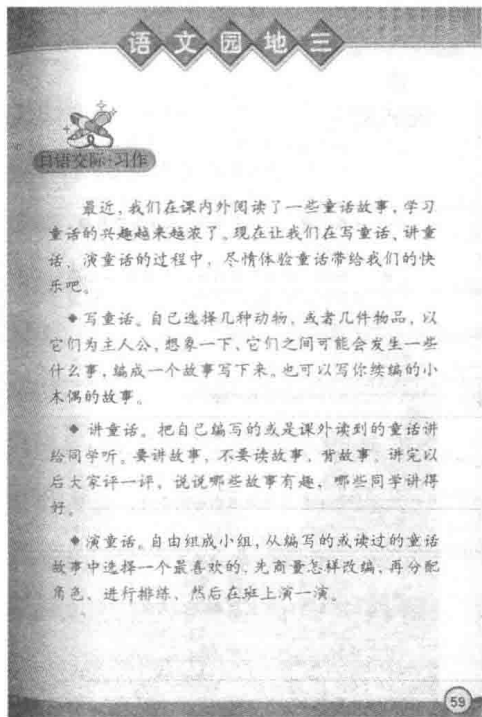 语文园地三
口语交际·习作
最近,我们在课内外阅读了一些童话故事,学习
童话的兴趣越来越浓了。现在让我们在写童话、讲童
话、演童话的过程中,尽情体验童话带给我们的快
乐吧。
◆写童话。自己选择几种动物,或者几件物品,以
它们为主人公,想象一下,它们之间可能会发生一些
什么事,编成一个故事写下来。也可以写你续编的小
木偶的故事。
◆讲童话。把自己编写的或是课外读到的童话讲
给同学听。要讲故事,不要读故事、背故事。讲完以
后大家评一评,说说哪些故事有趣,哪些同学讲得
好。
◆演童话。自由组成小组,从编写的或读过的童话
故事中选择一个最喜欢的,先商量怎样改编,再分配
角色、进行排练,然后在班上演一演。
59